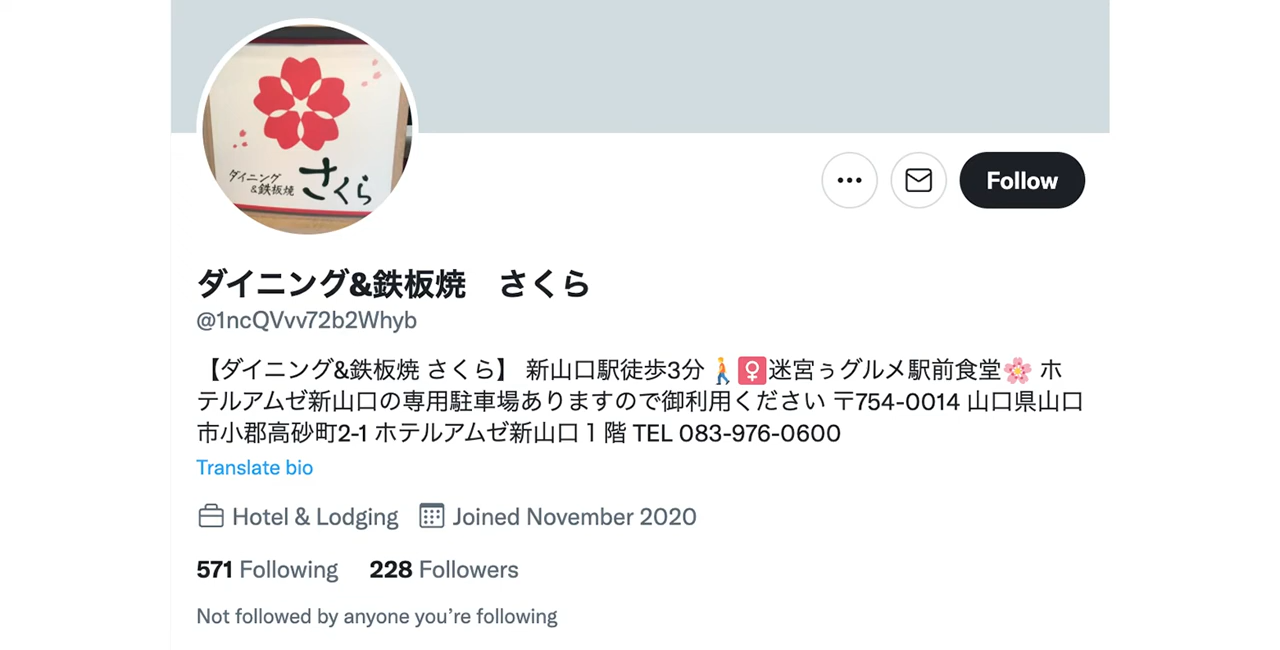 ダイニング
&鉄板焼
さくら
Follow
ダイニング&鉄板焼　さくら
@1ncQVvv72b2Whyb
【ダイニング&鉄板焼 さくら】 新山口駅徒歩3分🚶♀️迷宮ぅグルメ駅前食堂🌸 ホ
テルアムゼ新山口の専用駐車場ありますので御利用ください 〒754-0014 山口県山口
市小郡高砂町2-1 ホテルアムゼ新山口１階 TEL 083-976-0600
Translate bio
Hotel & Lodging Joined November 2020
571 Following 228 Followers
Not followed by anyone you’re following